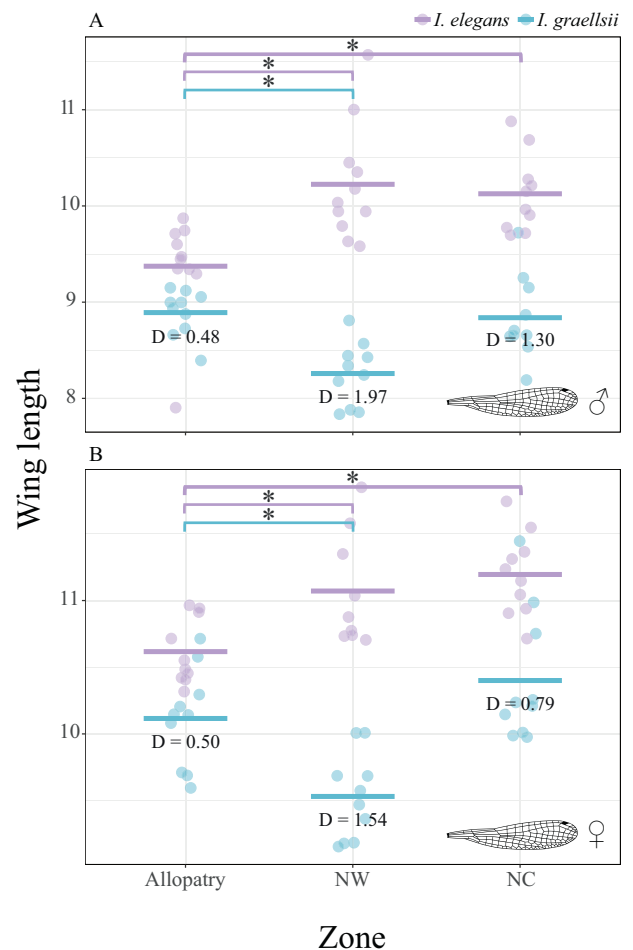 A
I. elegans I. graellsii
*
*
*
11
10
9
8
D = 0.48
D = 1.97
D = 1.30
♂
Wing length
B
*
*
*
11
10
D = 0.50
D = 1.54
D = 0.79
♀
Allopatry NW NC
Zone